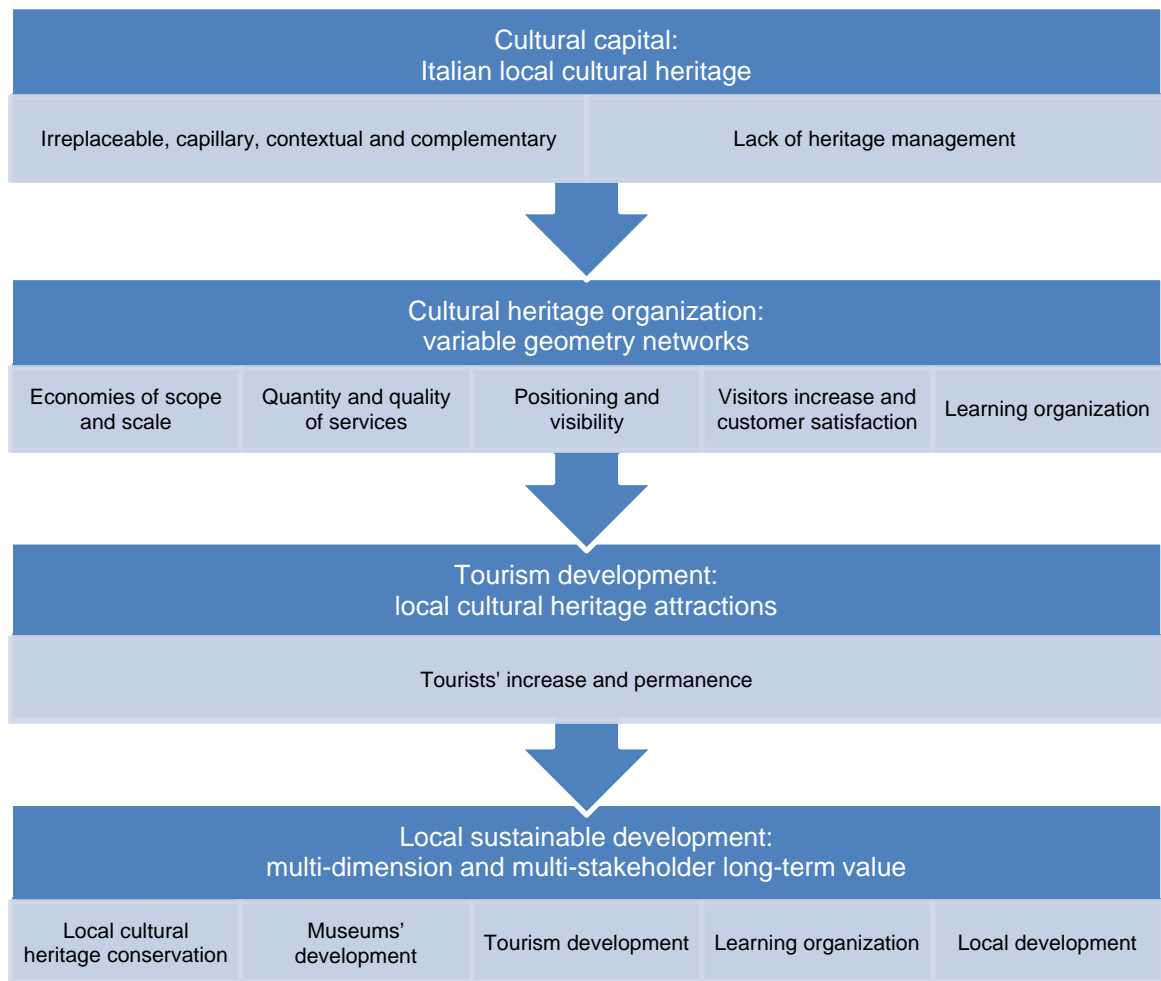 Cultural capital:
Italian local cultural heritage
Irreplaceable, capillary, contextual and complementary
Lack of heritage management
Cultural heritage organization:
variable geometry networks
Economies of scope
and scale
Quantity and quality
of services
Positioning and
visibility
Visitors increase and
customer satisfaction
Learning organization
Tourism development:
local cultural heritage attractions
Tourists' increase and permanence
Local sustainable development:
multi-dimension and multi-stakeholder long-term value
Local cultural
heritage conservation
Museums’
development
Tourism development
Learning organization
Local development